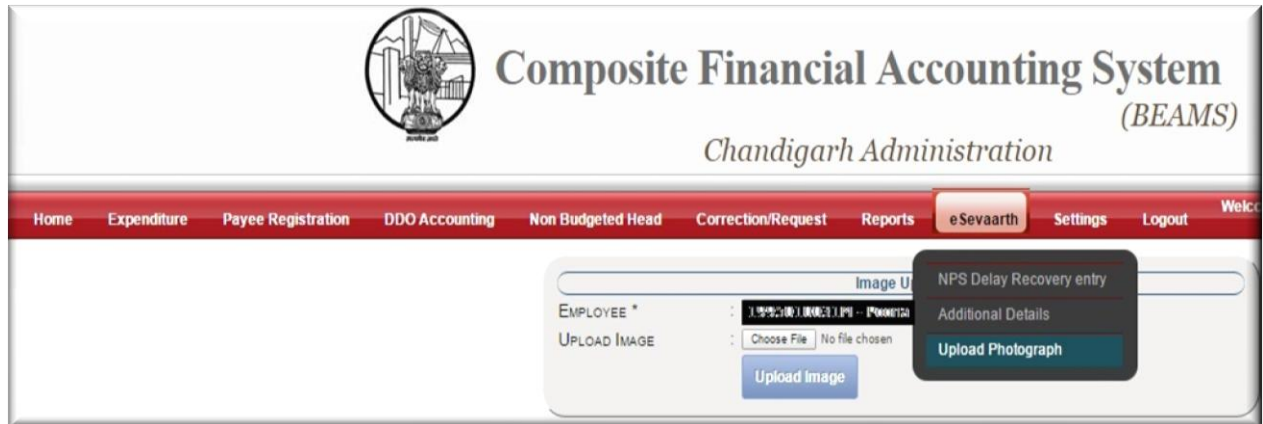 Composite Financial Accounting System
(BEAMS)
Chandigarh Administration
Home Expenditure Payee Registration DDO Accounting Non Budgeted Head Correction/Request Reports eSevaarth Settings Logout Welco
Image U
NPS Delay Recovery entry
EMPLOYEE * :
Additional Details
UPLOAD IMAGE : Choose File No file chosen
Upload Photograph
Upload Image